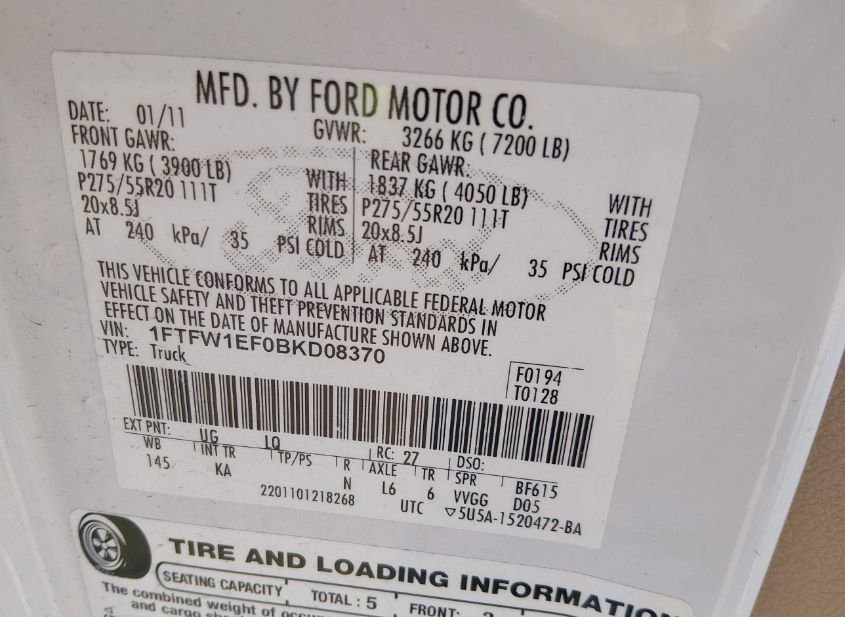 MFD. BY FORD MOTOR CO.
DATE: 01/11 GVWR: 3266 KG ( 7200 LB)
FRONT GAWR: REAR GAWR:
1769 KG ( 3900 LB) WITH 1837 KG ( 4050 LB) WITH
P275/55R20 111T TIRES P275/55R20 111T TIRES
20x8.5J RIMS 20x8.5J RIMS
AT 240 kPa/ 35 PSI COLD AT 240 kPa/ 35 PSI COLD
THIS VEHICLE CONFORMS TO ALL APPLICABLE FEDERAL MOTOR
VEHICLE SAFETY AND THEFT PREVENTION STANDARDS IN
EFFECT ON THE DATE OF MANUFACTURE SHOWN ABOVE.
VIN: 1FTFW1EF0BKD08370
TYPE: Truck
F0194
T0128
EXT PNT: UG LQ RC: 27 DSO:
WB INT TR TP/PS R AXLE TR SPR BF615
145 KA N L6 6 VVGG D05
2201101218268 UTC ▽5U5A-1520472-BA
TIRE AND LOADING INFORMATION
SEATING CAPACITY TOTAL : 5 FRONT:
The combined weight of
and cargo